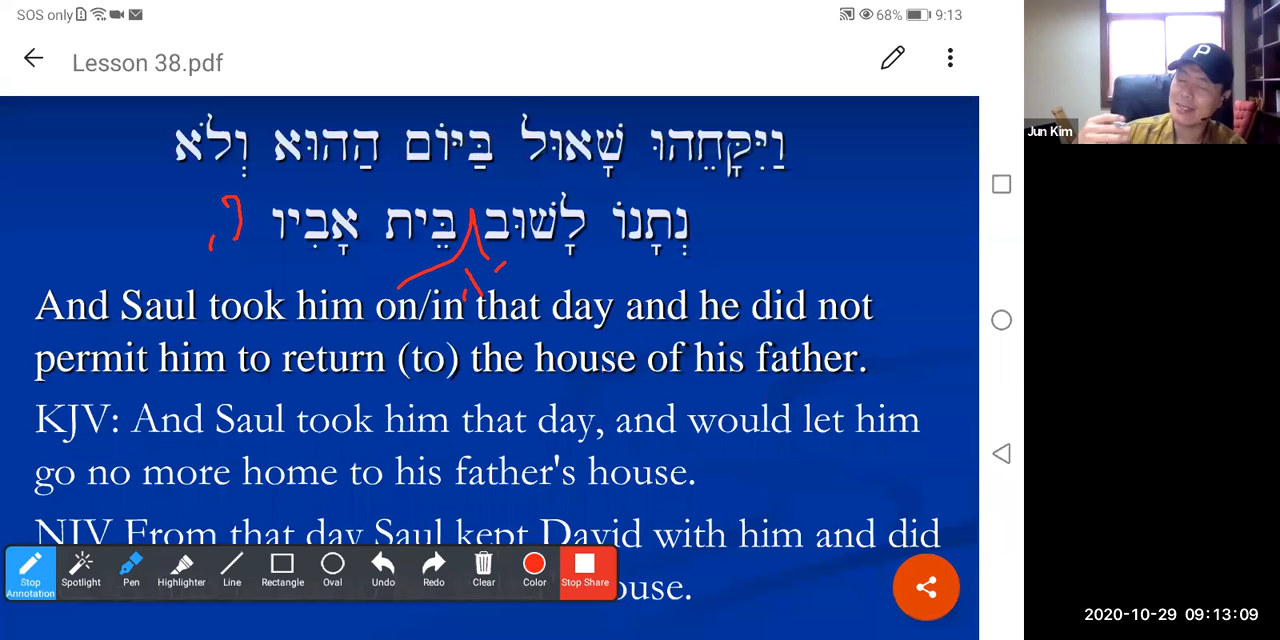 SOS only 68% 9:13
Lesson 38.pdf
וַיִּקָּחֵהוּ שָׁאוּל בַּיּוֹם הַהוּא וְלֹא
נְתָנוֹ לָשׁוּב בֵּית אָבִיו
And Saul took him on/in that day and he did not
permit him to return (to) the house of his father.
KJV: And Saul took him that day, and would let him
go no more home to his father's house.
NIV From that day Saul kept David with him and did
ouse.
Stop Annotation Spotlight Pen Highlighter Line Rectangle Oval Undo Redo Clear Color Stop Share
P
Jun Kim
2020-10-29 09:13:09